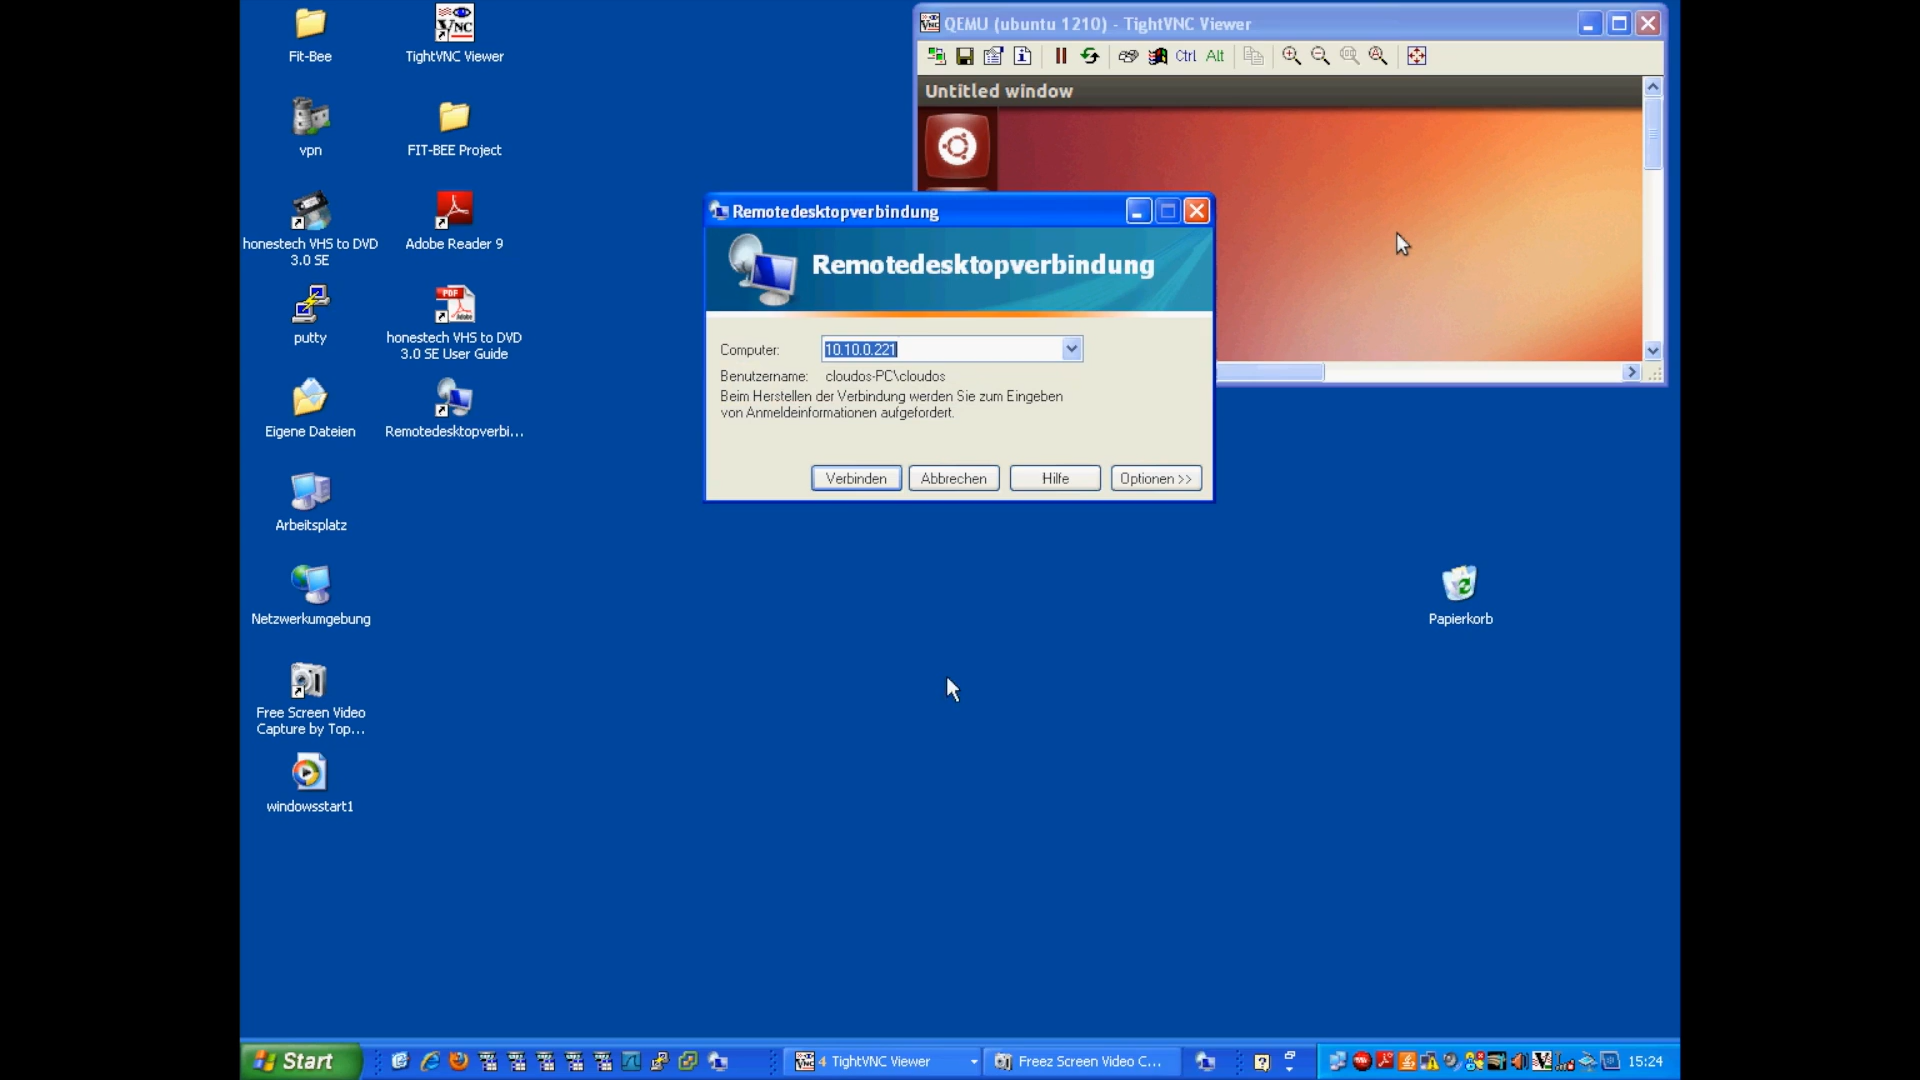 Fit-Bee
TightVNC Viewer
vpn
FIT-BEE Project
honestech VHS to DVD
3.0 SE
Adobe Reader 9
putty
honestech VHS to DVD
3.0 SE User Guide
Eigene Dateien
Remotedesktopverbi...
Arbeitsplatz
Netzwerkumgebung
Free Screen Video
Capture by Top...
windowsstart1
QEMU (ubuntu 1210) - TightVNC Viewer
Ctrl Alt
Untitled window
Remotedesktopverbindung
Remotedesktopverbindung
Computer: 10.10.0.221
Benutzername: cloudos-PC\cloudos
Beim Herstellen der Verbindung werden Sie zum Eingeben
von Anmeldeinformationen aufgefordert.
Verbinden Abbrechen Hilfe Optionen >>
Papierkorb
Start
4 TightVNC Viewer
Freez Screen Video C...
15:24